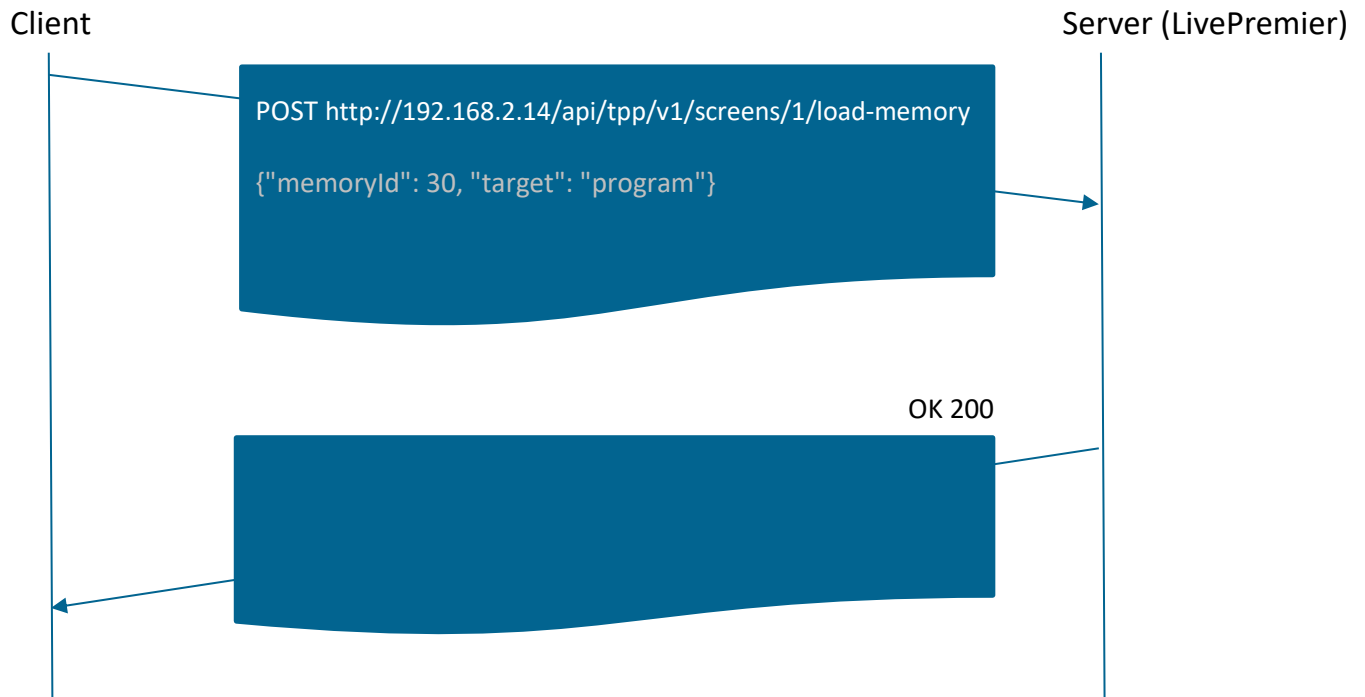 Client
Server (LivePremier)
POST http://192.168.2.14/api/tpp/v1/screens/1/load-memory
{"memoryId": 30, "target": "program"}
OK 200